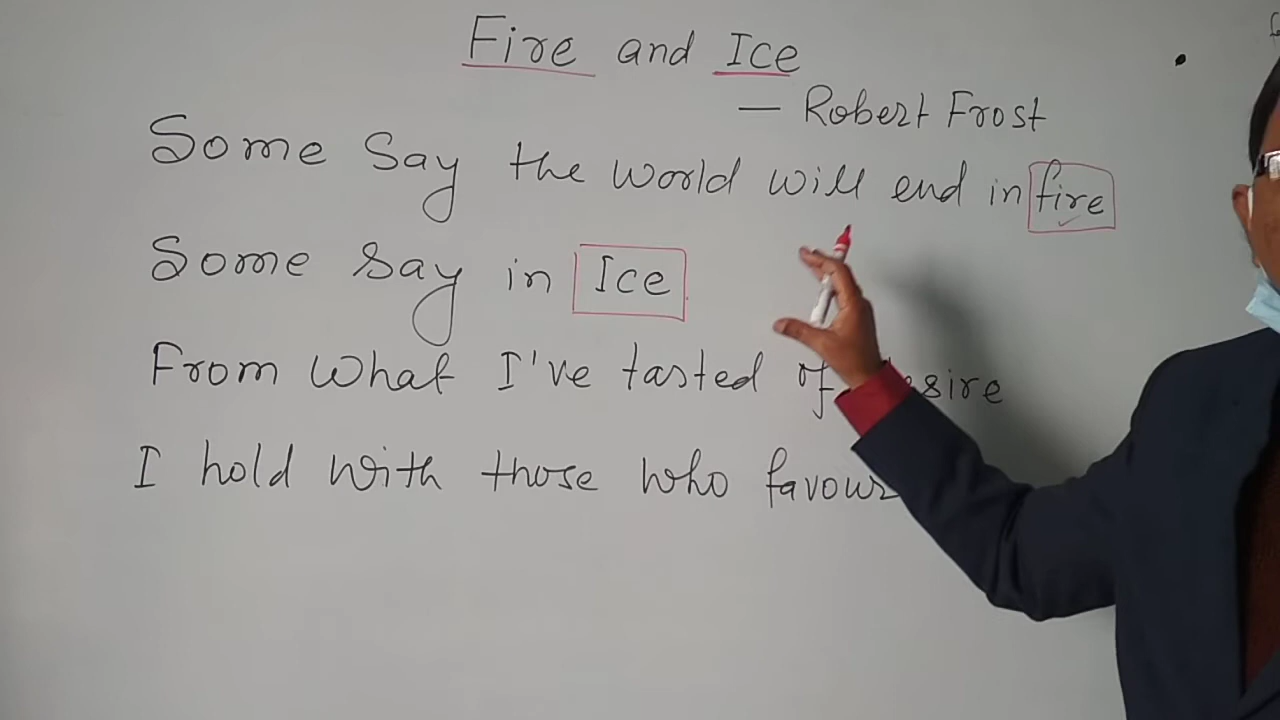 Fire and Ice
— Robert Frost
Some Say the world will end in fire
Some Say in Ice
From What I've tasted of desire
I hold with those who favour